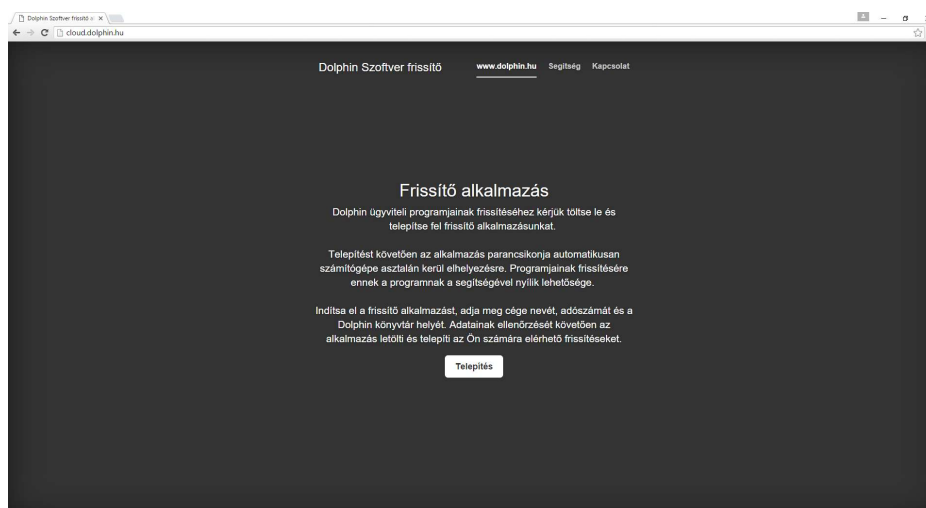 Dolphin Szoftver frissítő al
cloud.dolphin.hu
Dolphin Szoftver frissítő
www.dolphin.hu Segítség Kapcsolat
Frissítő alkalmazás
Dolphin ügyviteli programjainak frissítéséhez kérjük töltse le és
telepítse fel frissítő alkalmazásunkat.
Telepítést követően az alkalmazás parancsikonja automatikusan
számítógépe asztalán kerül elhelyezésre. Programjainak frissítésére
ennek a programnak a segítségével nyílik lehetősége.
Indítsa el a frissítő alkalmazást, adja meg cége nevét, adószámát és a
Dolphin könyvtár helyét. Adatainak ellenőrzését követően az
alkalmazás letölti és telepíti az Ön számára elérhető frissítéseket.
Telepítés